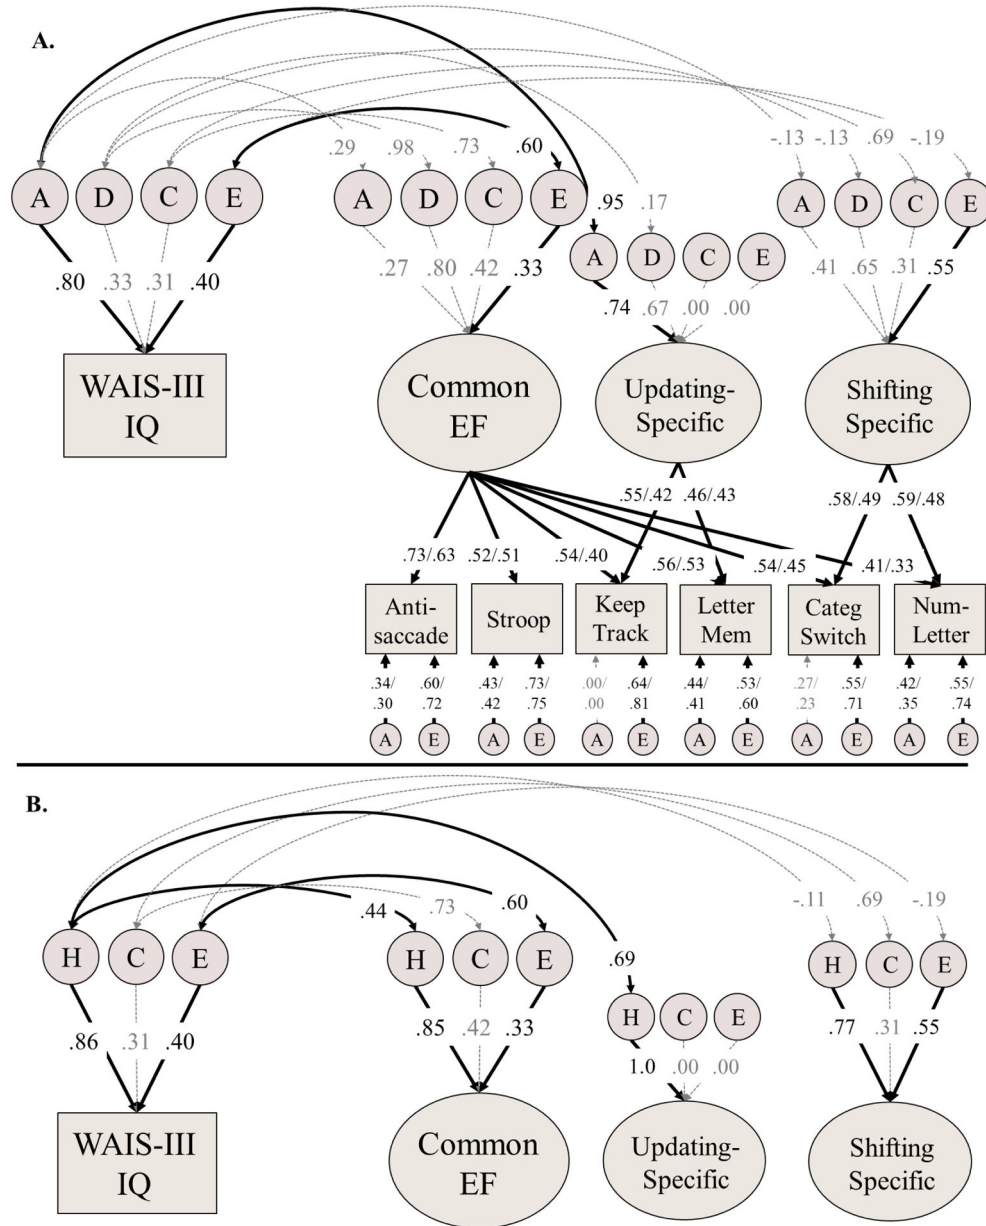 A.
.29 .98 .73 .60
-.13 -.13 .69 -.19
A D C E
A D C E
.95 .17
A D C E
A D C E
.80 .33 .31 .40
.27 .80 .42 .33
.74 .67 .00 .00
.41 .65 .31 .55
WAIS-III
IQ
Common
EF
Updating-
Specific
Shifting
Specific
.55/.42 .46/.43
.58/.49 .59/.48
.73/.63 .52/.51 .54/.40 .56/.53 .54/.45 .41/.33
Anti-
saccade
Stroop
Keep
Track
Letter
Mem
Categ
Switch
Num-
Letter
.34/ .60/ .43/ .73/ .00/ .64/ .44/ .53/ .27/ .55/ .42/ .55/
.30 .72 .42 .75 .00 .81 .41 .60 .23 .71 .35 .74
A E A E A E A E A E A E
B.
.44 .73 .60
-.11 .69 -.19
H C E
H C E
.69
H C E
H C E
.86 .31 .40
.85 .42 .33
1.0 .00 .00
.77 .31 .55
WAIS-III
IQ
Common
EF
Updating-
Specific
Shifting
Specific